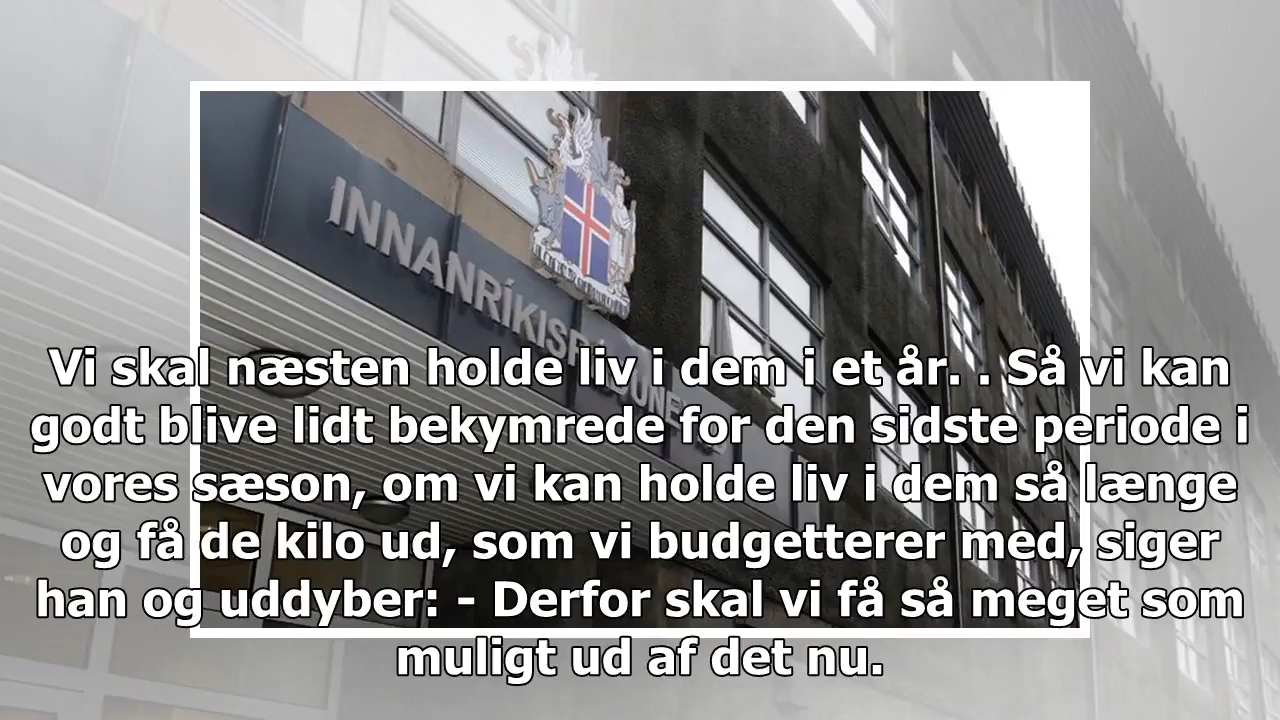 INNANRÍKISRÁÐUNEYTIÐ
Vi skal næsten holde liv i dem i et år. . Så vi kan
godt blive lidt bekymrede for den sidste periode i
vores sæson, om vi kan holde liv i dem så længe
og få de kilo ud, som vi budgetterer med, siger
han og uddyber: - Derfor skal vi få så meget som
muligt ud af det nu.